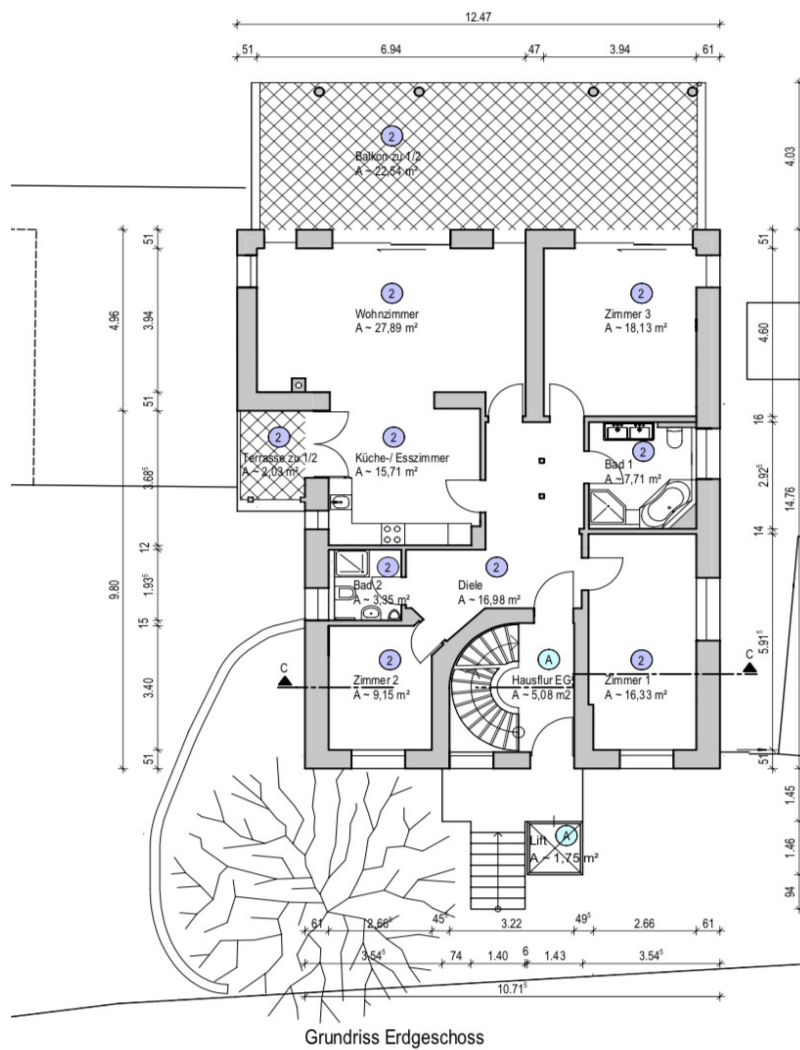 12.47
51 6.94 47 3.94 61
4.03
2
Balkon zu 1/2
A ~ 22,54 m²
51
51
4.96
3.94
2
Wohnzimmer
A ~ 27,89 m²
2
Zimmer 3
A ~ 18,13 m²
4.60
51
16
2
Terrasse zu 1/2
A ~ 2,03 m²
2
Küche-/ Esszimmer
A ~ 15,71 m²
2
Bad 1
A ~ 7,71 m²
3.68⁵
2.92⁵
14.76
12
14
9.80
1.93⁵
2
Bad 2
A ~ 3,35 m²
2
Diele
A ~ 16,98 m²
15
5.91⁵
C
2
Zimmer 2
A ~ 9,15 m²
A
Hausflur EG
A ~ 5,08 m2
2
Zimmer 1
A ~ 16,33 m²
C
3.40
51
51
1.45
A
Lift
A ~ 1,75 m²
1.46
94
61 2.66⁵ 45⁵ 3.22 49⁵ 2.66 61
3.54⁵ 74 1.40 6 1.43 3.54⁵
10.71⁵
Grundriss Erdgeschoss